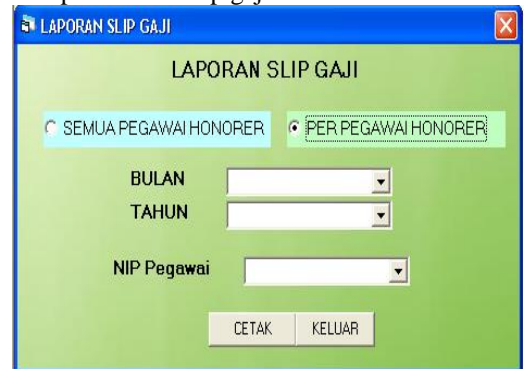 LAPORAN SLIP GAJI
LAPORAN SLIP GAJI
SEMUA PEGAWAI HONORER PER PEGAWAI HONORER
BULAN
TAHUN
NIP Pegawai
CETAK KELUAR